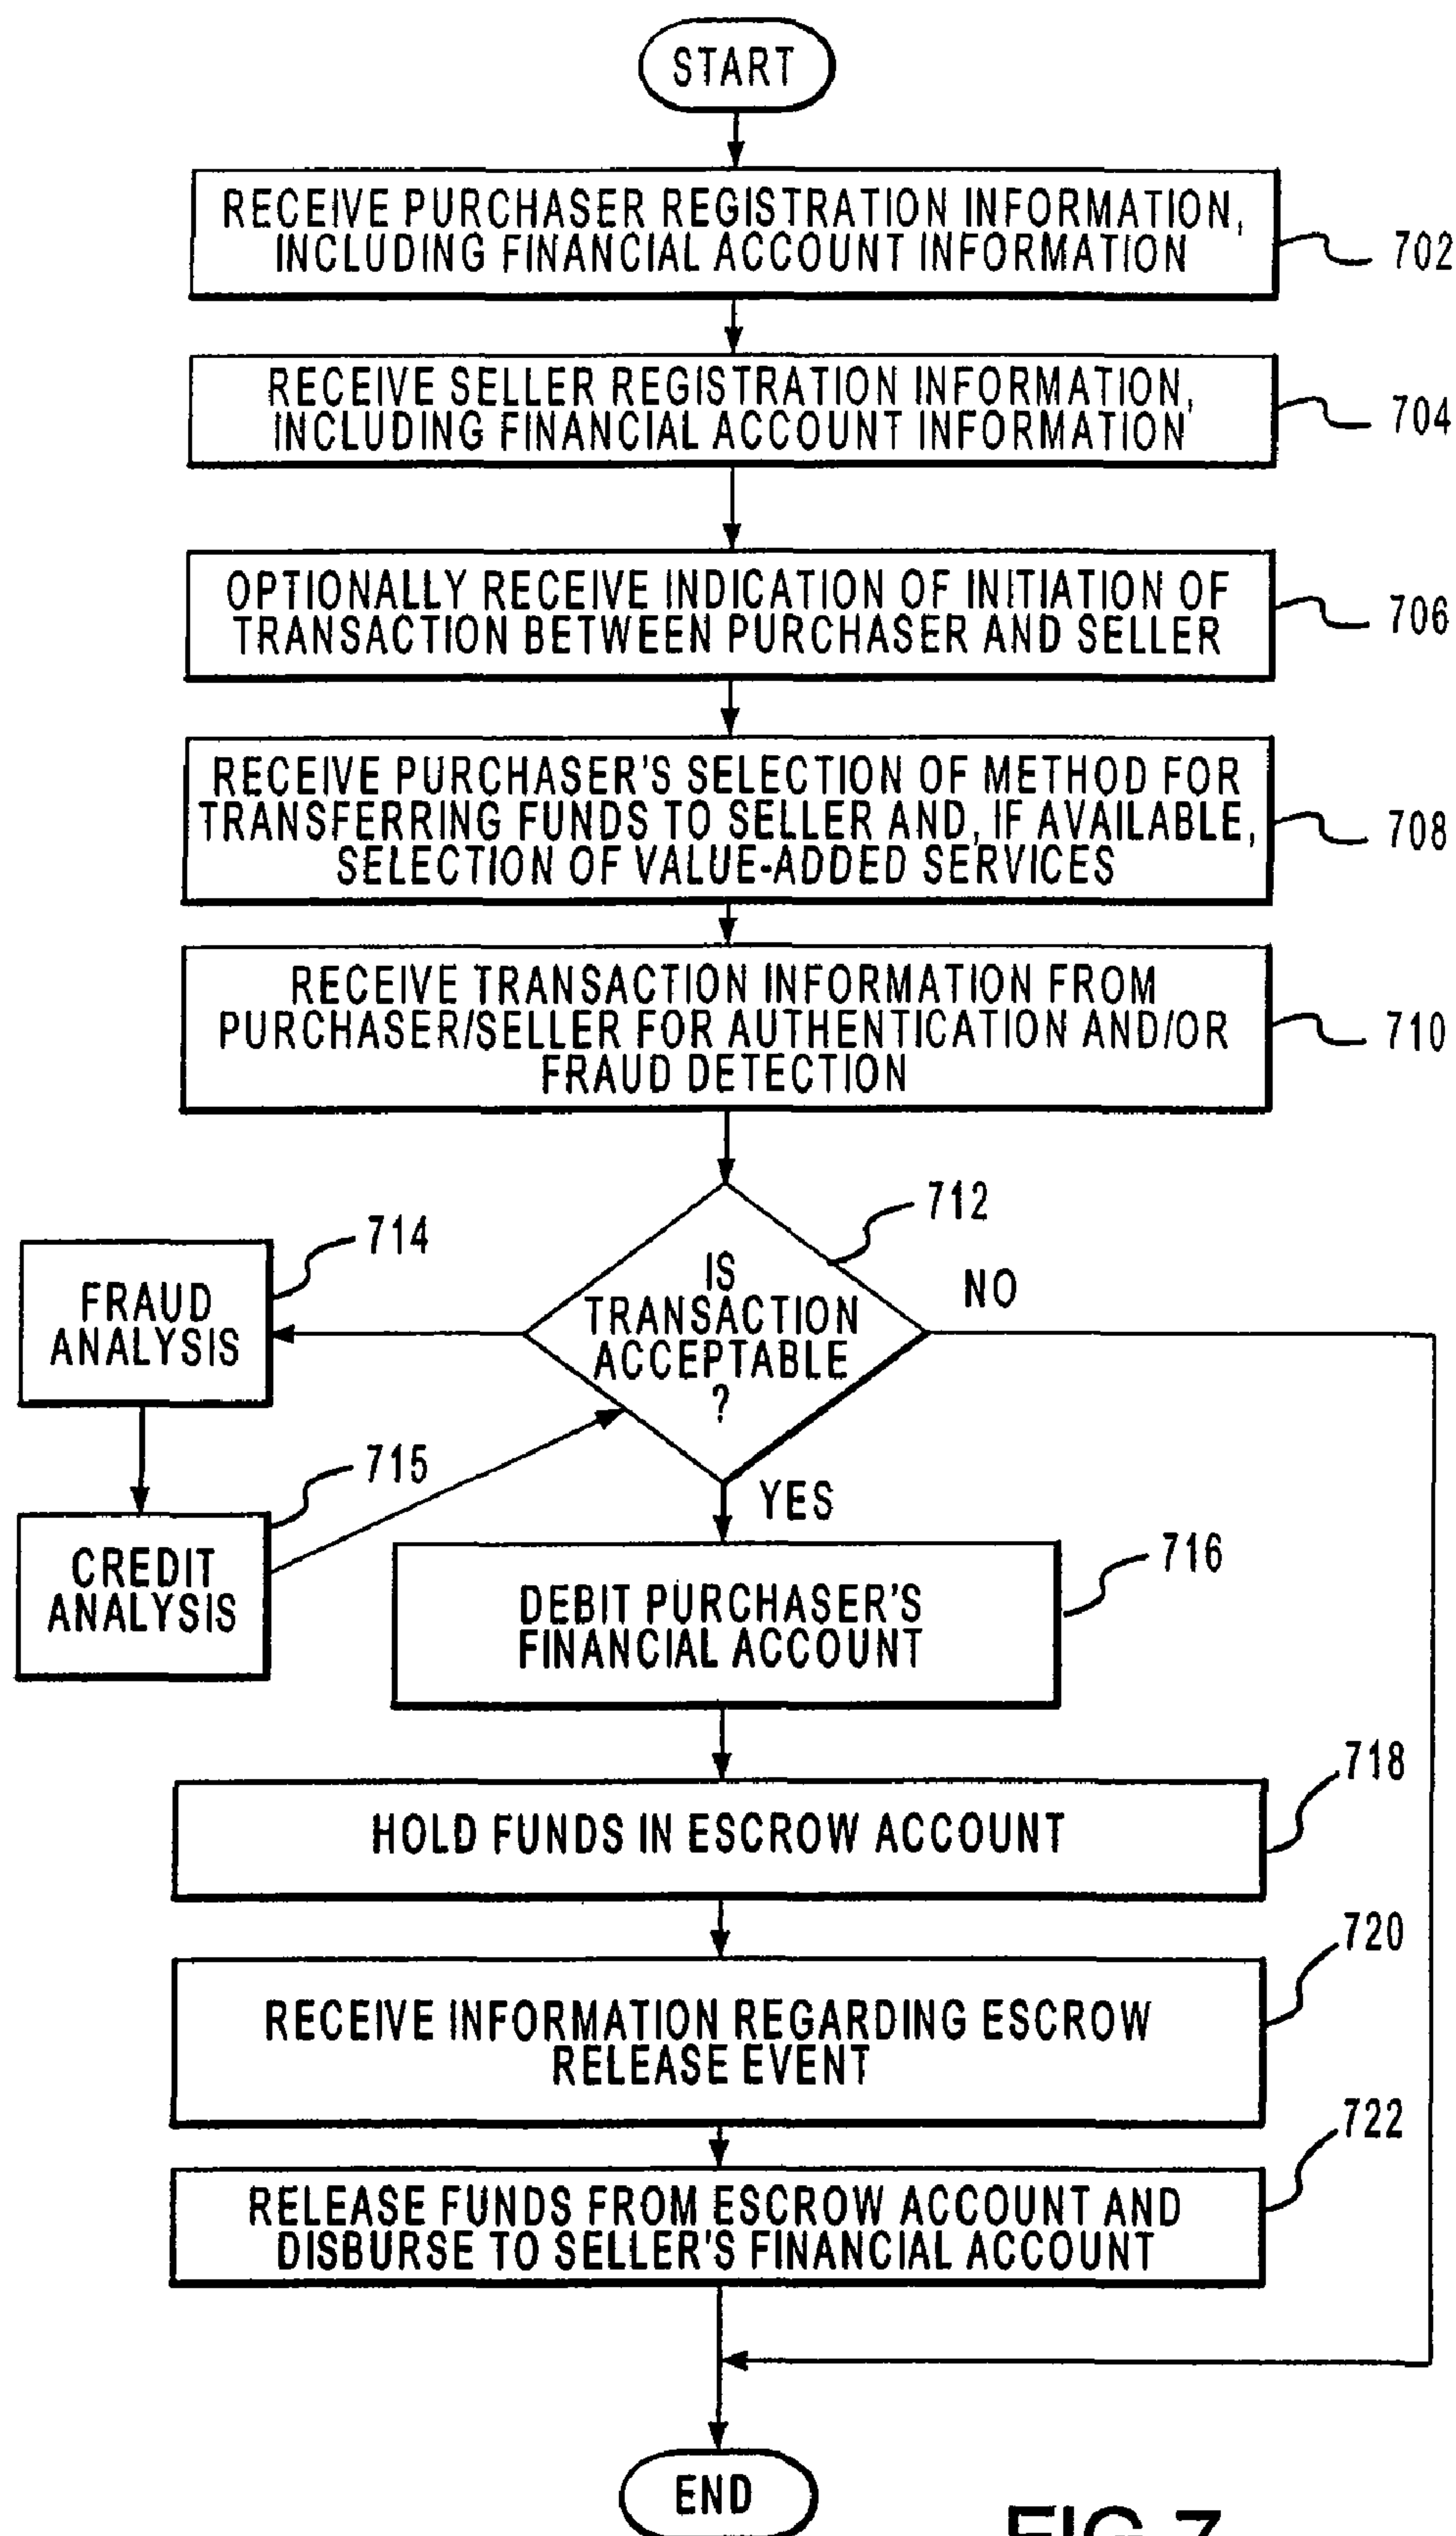 START
RECEIVE PURCHASER REGISTRATION INFORMATION,
INCLUDING FINANCIAL ACCOUNT INFORMATION
702
RECEIVE SELLER REGISTRATION INFORMATION,
INCLUDING FINANCIAL ACCOUNT INFORMATION
704
OPTIONALLY RECEIVE INDICATION OF INITIATION OF
TRANSACTION BETWEEN PURCHASER AND SELLER
706
RECEIVE PURCHASER'S SELECTION OF METHOD FOR
TRANSFERRING FUNDS TO SELLER AND, IF AVAILABLE,
SELECTION OF VALUE-ADDED SERVICES
708
RECEIVE TRANSACTION INFORMATION FROM
PURCHASER/SELLER FOR AUTHENTICATION AND/OR
FRAUD DETECTION
710
712
IS
TRANSACTION
ACCEPTABLE
?
NO
714
FRAUD
ANALYSIS
715
CREDIT
ANALYSIS
YES
716
DEBIT PURCHASER'S
FINANCIAL ACCOUNT
718
HOLD FUNDS IN ESCROW ACCOUNT
720
RECEIVE INFORMATION REGARDING ESCROW
RELEASE EVENT
722
RELEASE FUNDS FROM ESCROW ACCOUNT AND
DISBURSE TO SELLER'S FINANCIAL ACCOUNT
END
FIG.7